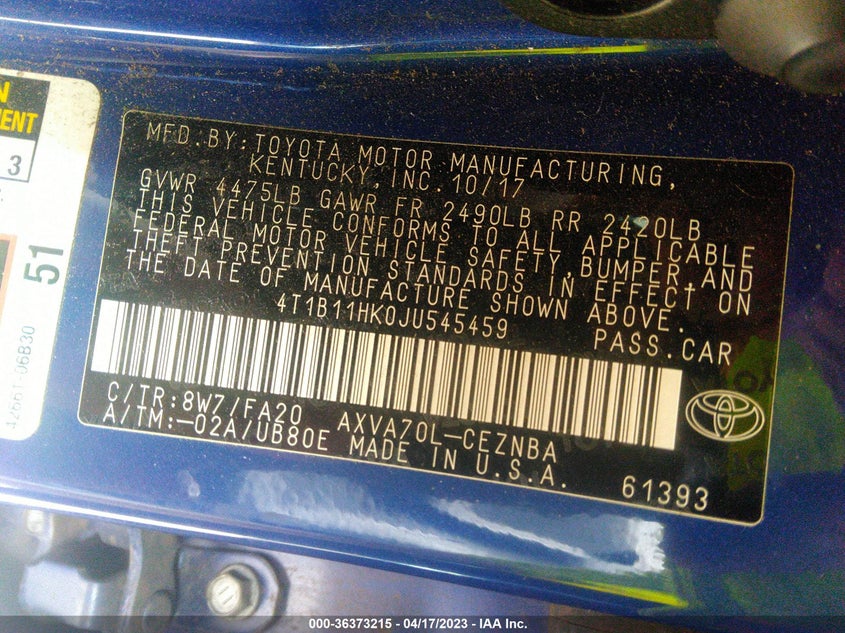 MFD.BY:TOYOTA MOTOR MANUFACTURING,
KENTUCKY,INC.10/17
GVWR 4475LB GAWR FR 2490LB RR 2420LB
THIS VEHICLE CONFORMS TO ALL APPLICABLE
FEDERAL MOTOR VEHICLE SAFETY,BUMPER,AND
THEFT PREVENTION STANDARDS IN EFFECT ON
THE DATE OF MANUFACTURE SHOWN ABOVE.
4T1B11HK0JU545459 PASS.CAR
C/TR:8W7/FA20 AXVA70L-CEZNBA
A/TM:-02A/UB80E MADE IN U.S.A.
61393
3
51
42661-06B30
000-36373215 - 04/17/2023 - IAA Inc.